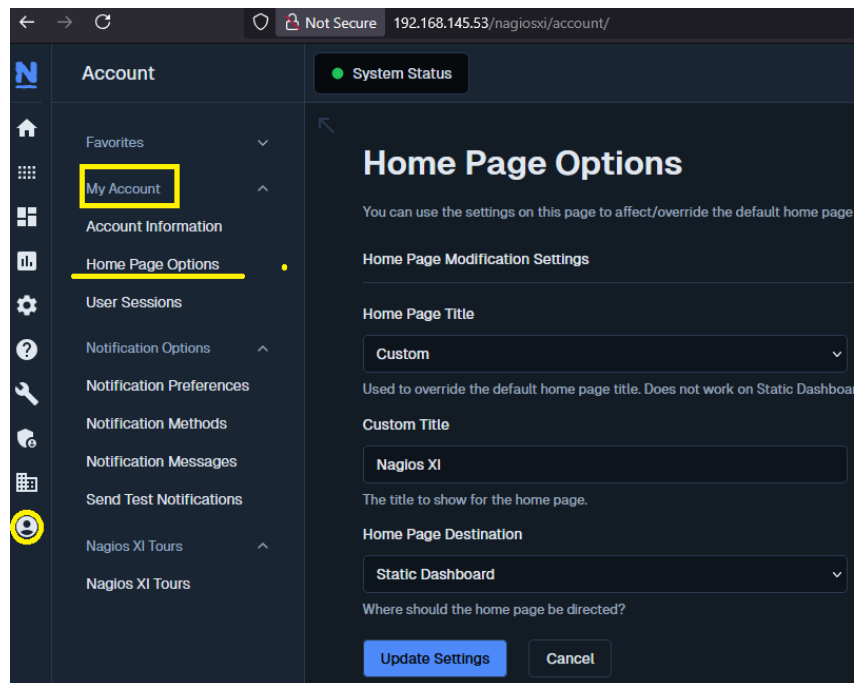 Not Secure 192.168.145.53/nagiosxi/account/
N
Account
System Status
Favorites
My Account
Account Information
Home Page Options
User Sessions
Notification Options
Notification Preferences
Notification Methods
Notification Messages
Send Test Notifications
Nagios XI Tours
Nagios XI Tours
Home Page Options
You can use the settings on this page to affect/override the default home page
Home Page Modification Settings
Home Page Title
Custom
Used to override the default home page title. Does not work on Static Dashboar
Custom Title
Nagios XI
The title to show for the home page.
Home Page Destination
Static Dashboard
Where should the home page be directed?
Update Settings Cancel